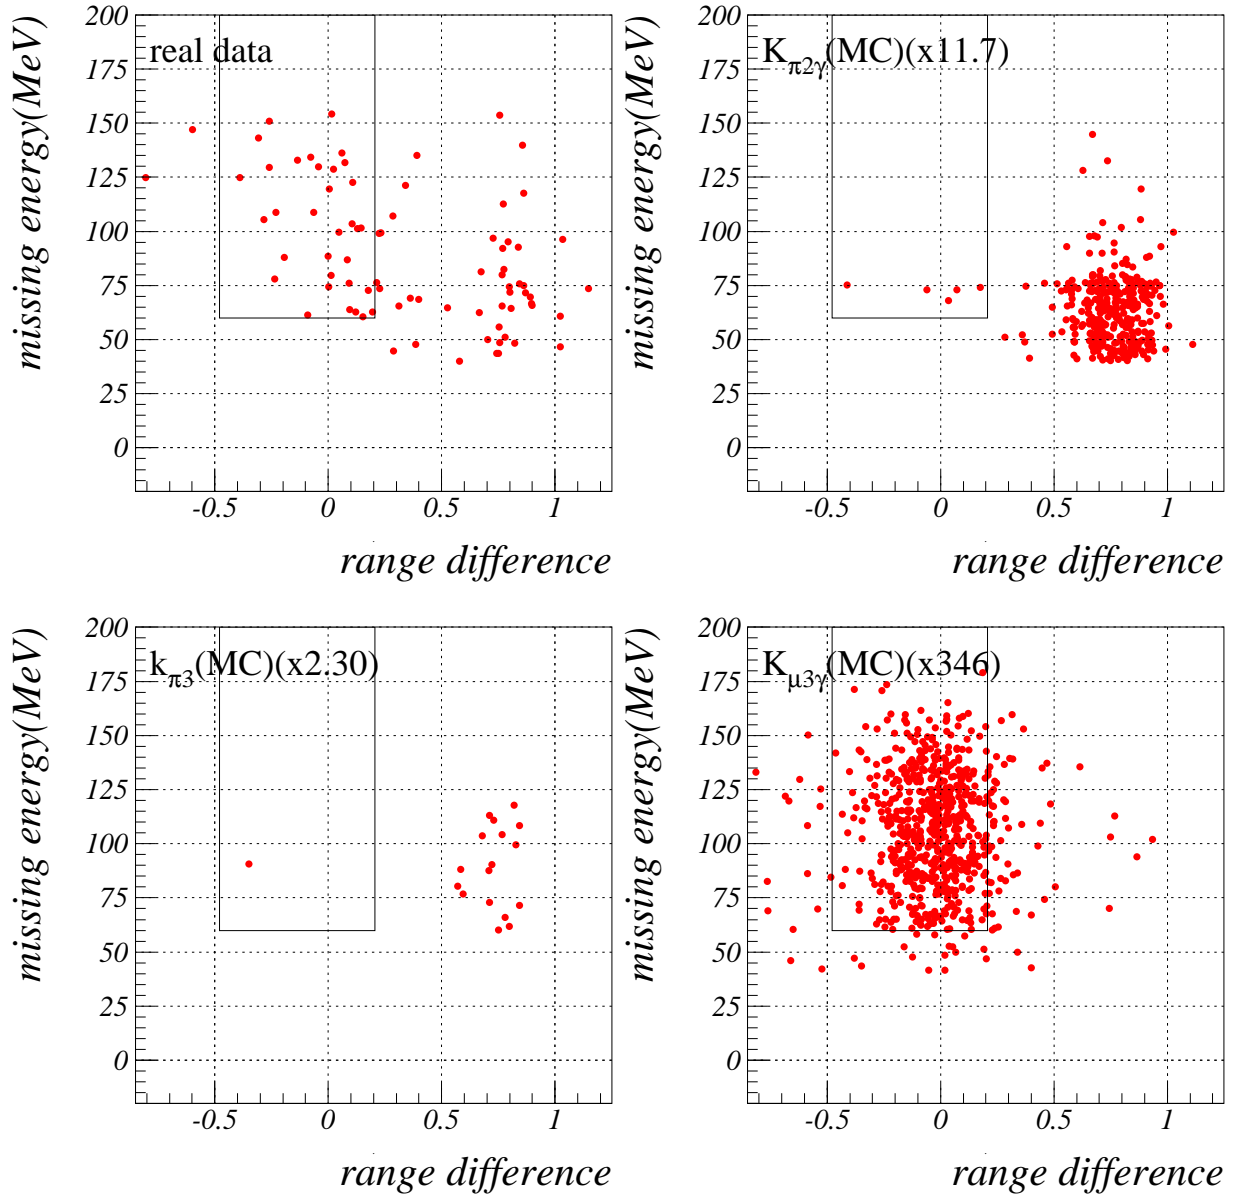 real data
missing energy(MeV)
200
175
150
125
100
75
50
25
0
-0.5 0 0.5 1
range difference
Kπ2γ(MC)(x11.7)
missing energy(MeV)
200
175
150
125
100
75
50
25
0
-0.5 0 0.5 1
range difference
kπ3(MC)(x2.30)
missing energy(MeV)
200
175
150
125
100
75
50
25
0
-0.5 0 0.5 1
range difference
Kμ3γ(MC)(x346)
missing energy(MeV)
200
175
150
125
100
75
50
25
0
-0.5 0 0.5 1
range difference